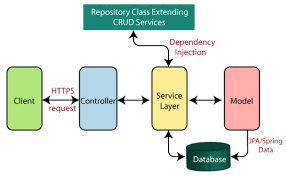 Repository Class Extending
CRUD Services
Dependency
Injection
HTTPS
request
Client
Controller
Service
Layer
Model
JPA/Spring
Data
Database